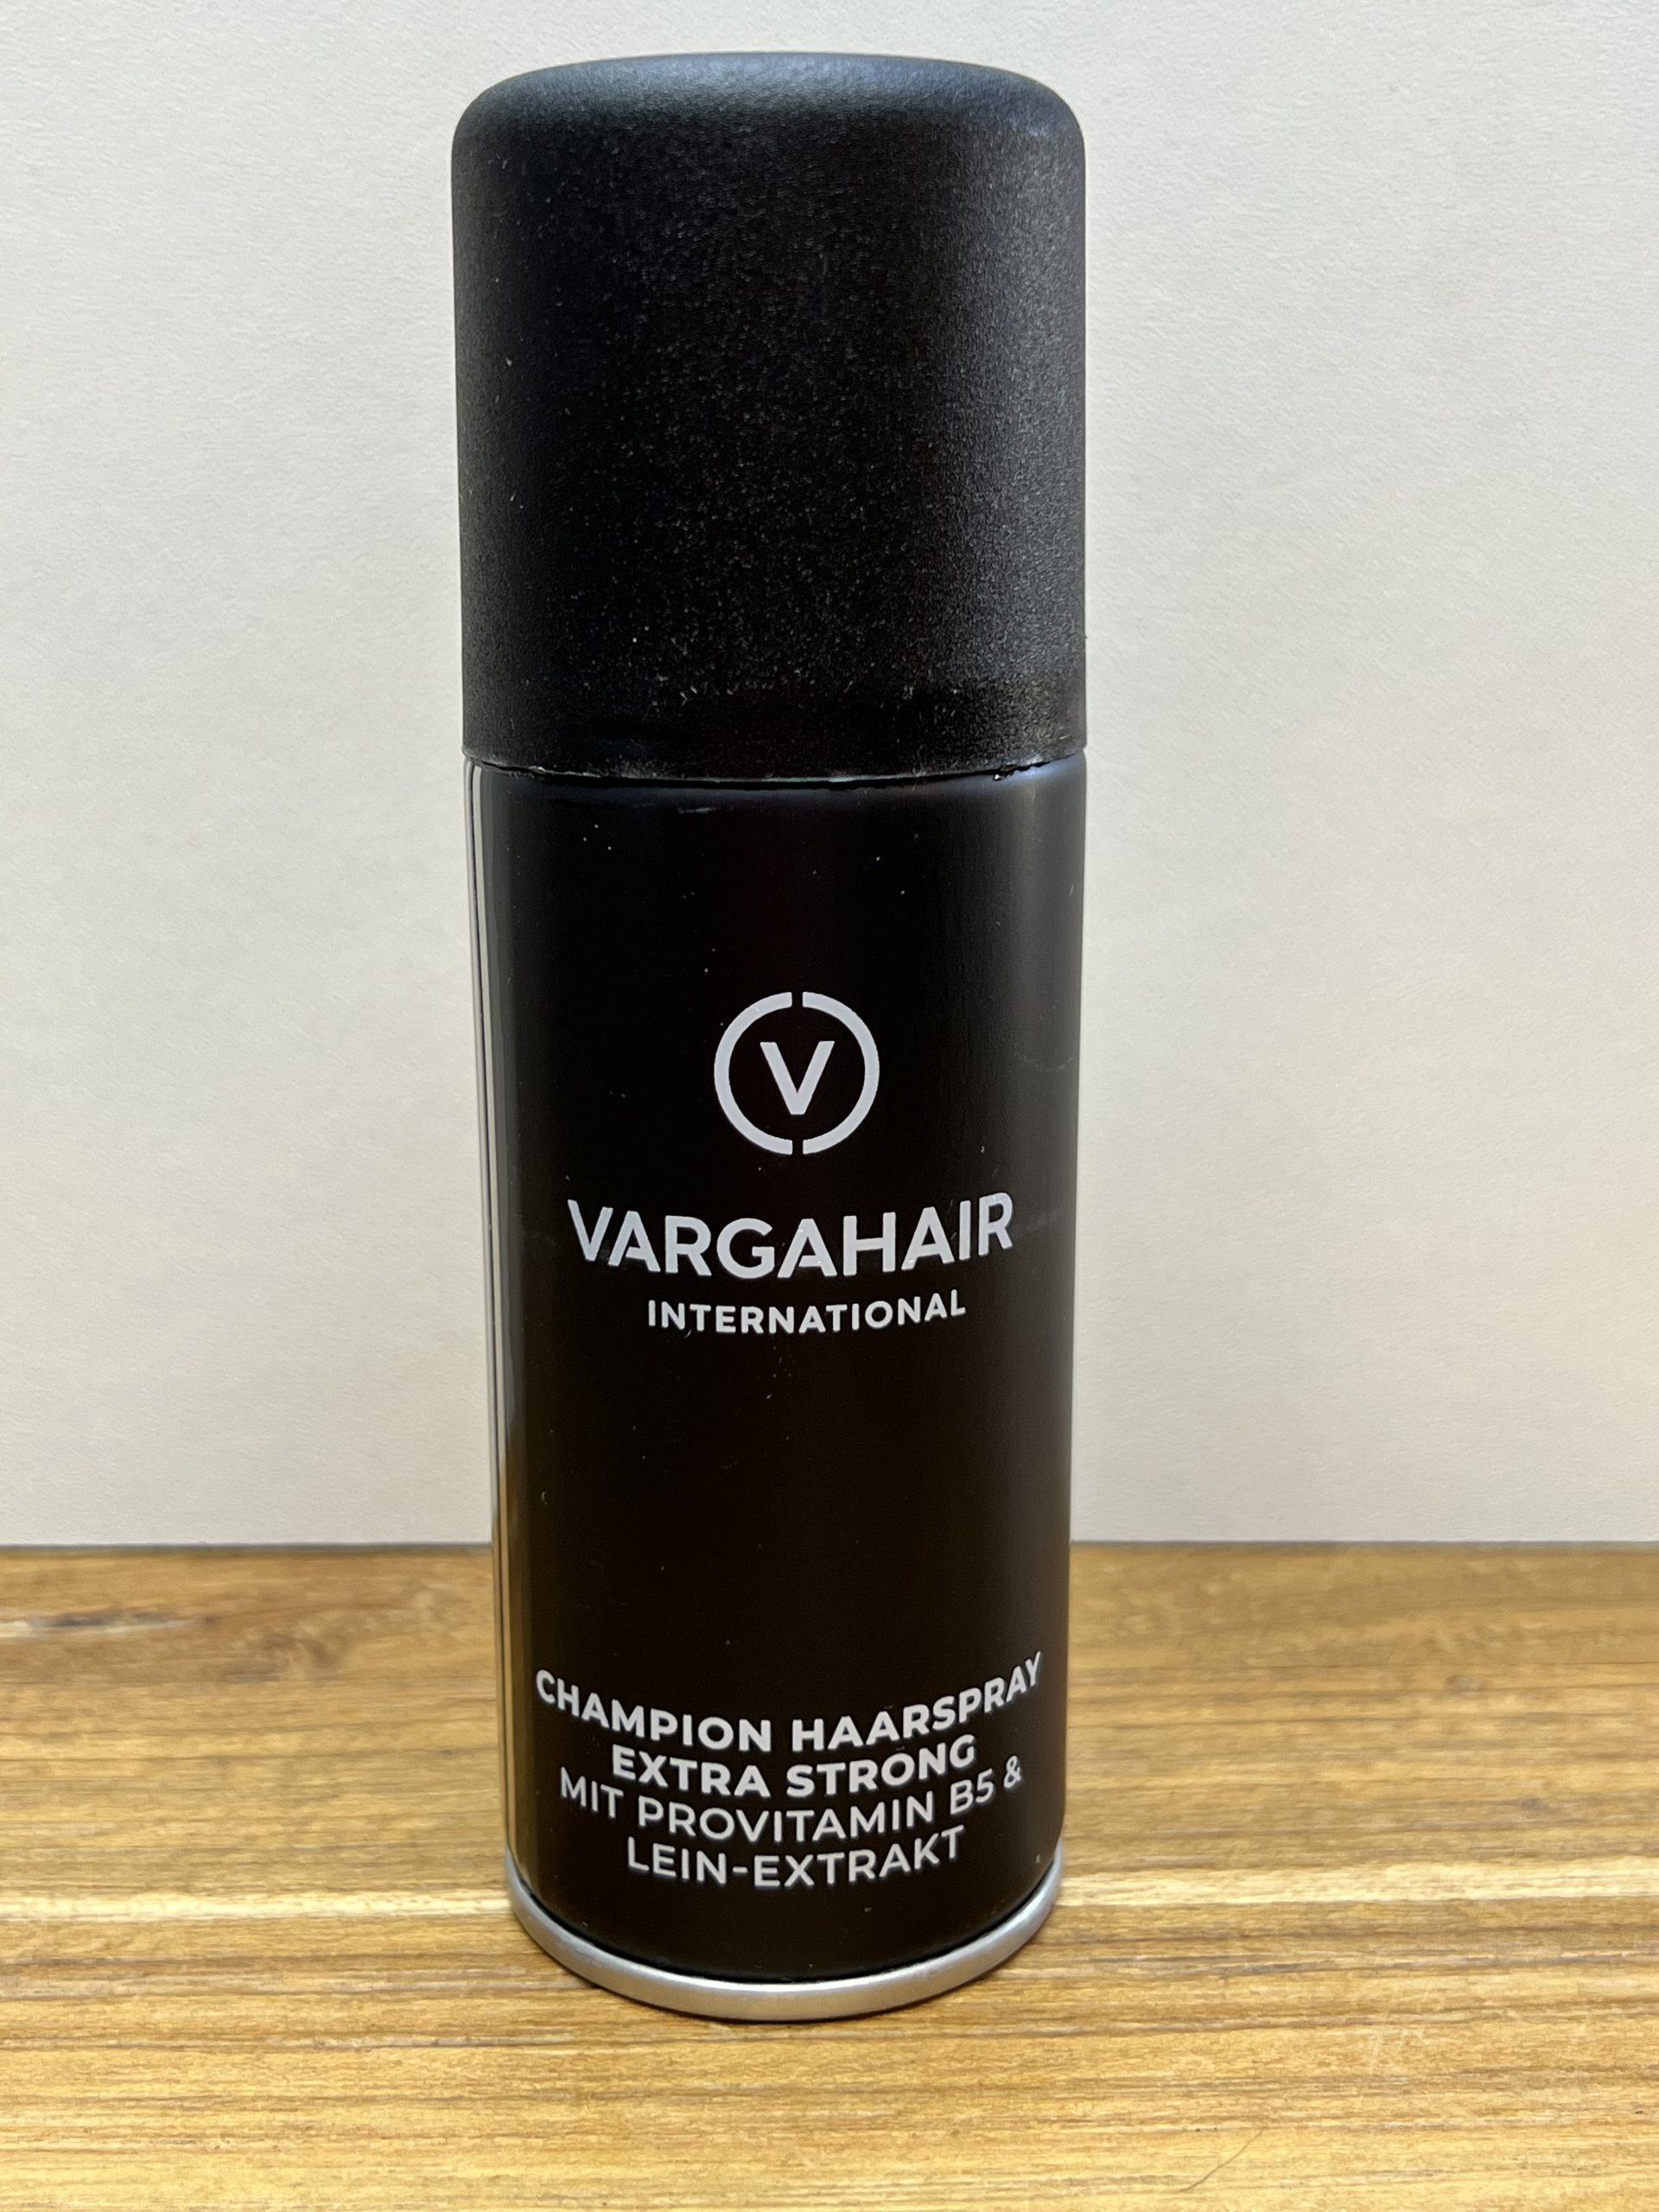 V
VARGAHAIR
INTERNATIONAL
CHAMPION HAARSPRAY
EXTRA STRONG
MIT PROVITAMIN B5 &
LEIN-EXTRAKT